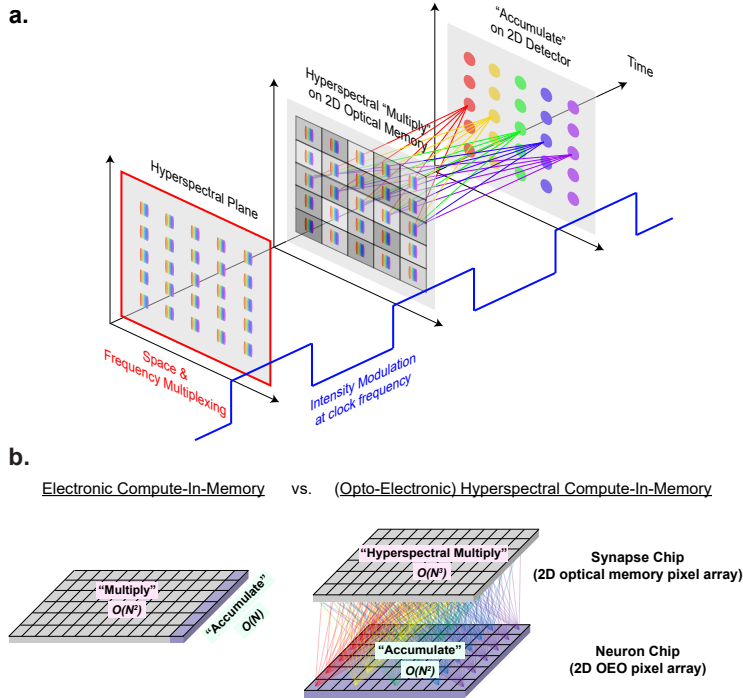 a.
"Accumulate"
on 2D Detector
Time
Hyperspectral "Multiply"
on 2D Optical Memory
Hyperspectral Plane
Space &
Frequency Multiplexing
Intensity Modulation
at clock frequency
b.
Electronic Compute-In-Memory vs. (Opto-Electronic) Hyperspectral Compute-In-Memory
"Multiply"
O(N²)
"Accumulate"
O(N)
"Hyperspectral Multiply"
O(N³)
Synapse Chip
(2D optical memory pixel array)
"Accumulate"
O(N²)
Neuron Chip
(2D OEO pixel array)